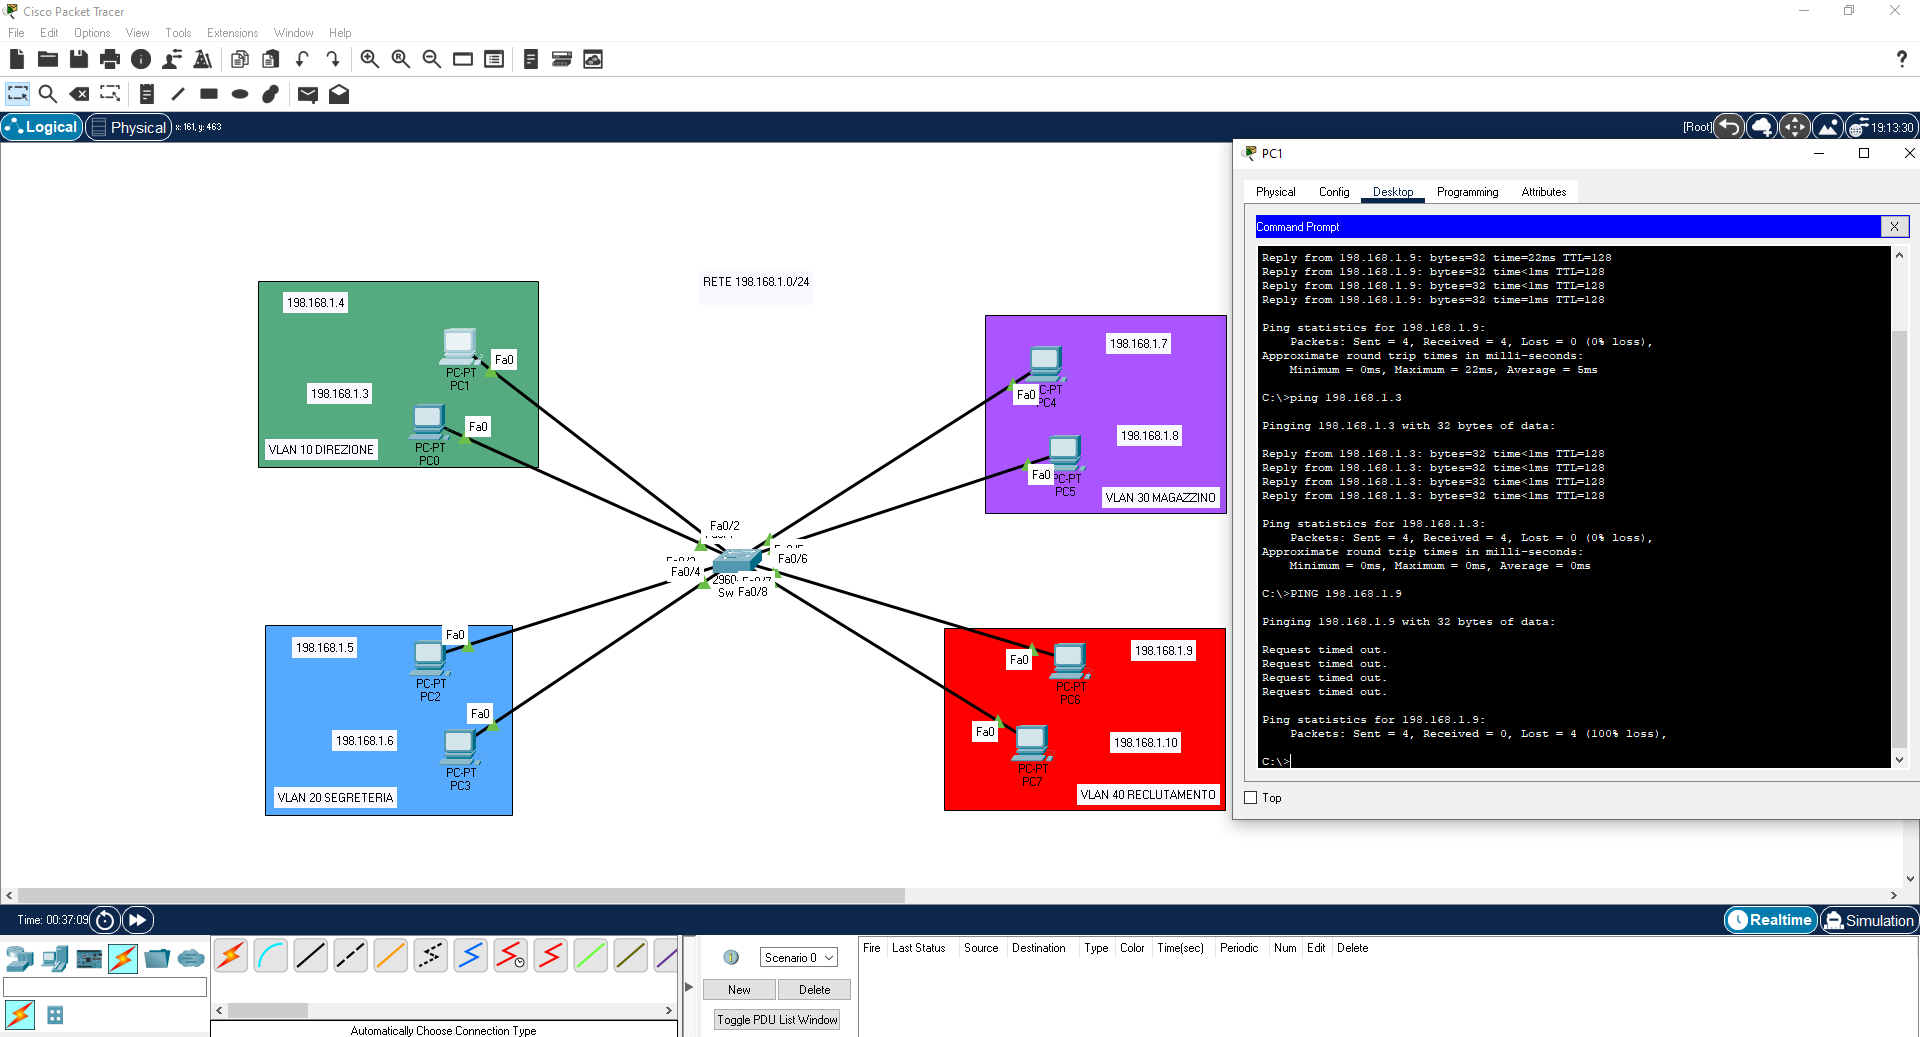 Cisco Packet Tracer
File Edit Options View Tools Extensions Window Help
Logical Physical x: 161, y: 463
[Root] 19:13:30
RETE 198.168.1.0/24
198.168.1.4
Fa0
PC-PT
PC1
198.168.1.3
Fa0
PC-PT
PC0
VLAN 10 DIREZIONE
198.168.1.7
Fa0
PC-PT
PC4
198.168.1.8
Fa0
PC-PT
PC5
VLAN 30 MAGAZZINO
Fa0/2
Fa0/6
Fa0/4
2960
Sw Fa0/8
198.168.1.5
Fa0
PC-PT
PC2
Fa0
198.168.1.6
PC-PT
PC3
VLAN 20 SEGRETERIA
198.168.1.9
Fa0
PC-PT
PC6
Fa0
198.168.1.10
PC-PT
PC7
VLAN 40 RECLUTAMENTO
PC1
Physical Config Desktop Programming Attributes
Command Prompt X
Reply from 198.168.1.9: bytes=32 time=22ms TTL=128
Reply from 198.168.1.9: bytes=32 time<1ms TTL=128
Reply from 198.168.1.9: bytes=32 time<1ms TTL=128
Reply from 198.168.1.9: bytes=32 time=1ms TTL=128
Ping statistics for 198.168.1.9:
Packets: Sent = 4, Received = 4, Lost = 0 (0% loss),
Approximate round trip times in milli-seconds:
Minimum = 0ms, Maximum = 22ms, Average = 5ms
C:\>ping 198.168.1.3
Pinging 198.168.1.3 with 32 bytes of data:
Reply from 198.168.1.3: bytes=32 time<1ms TTL=128
Reply from 198.168.1.3: bytes=32 time<1ms TTL=128
Reply from 198.168.1.3: bytes=32 time<1ms TTL=128
Reply from 198.168.1.3: bytes=32 time<1ms TTL=128
Ping statistics for 198.168.1.3:
Packets: Sent = 4, Received = 4, Lost = 0 (0% loss),
Approximate round trip times in milli-seconds:
Minimum = 0ms, Maximum = 0ms, Average = 0ms
C:\>PING 198.168.1.9
Pinging 198.168.1.9 with 32 bytes of data:
Request timed out.
Request timed out.
Request timed out.
Request timed out.
Ping statistics for 198.168.1.9:
Packets: Sent = 4, Received = 0, Lost = 4 (100% loss),
C:\>
Top
Time: 00:37:09
Realtime Simulation
Automatically Choose Connection Type
Scenario 0
New Delete
Toggle PDU List Window
Fire Last Status Source Destination Type Color Time(sec) Periodic Num Edit Delete